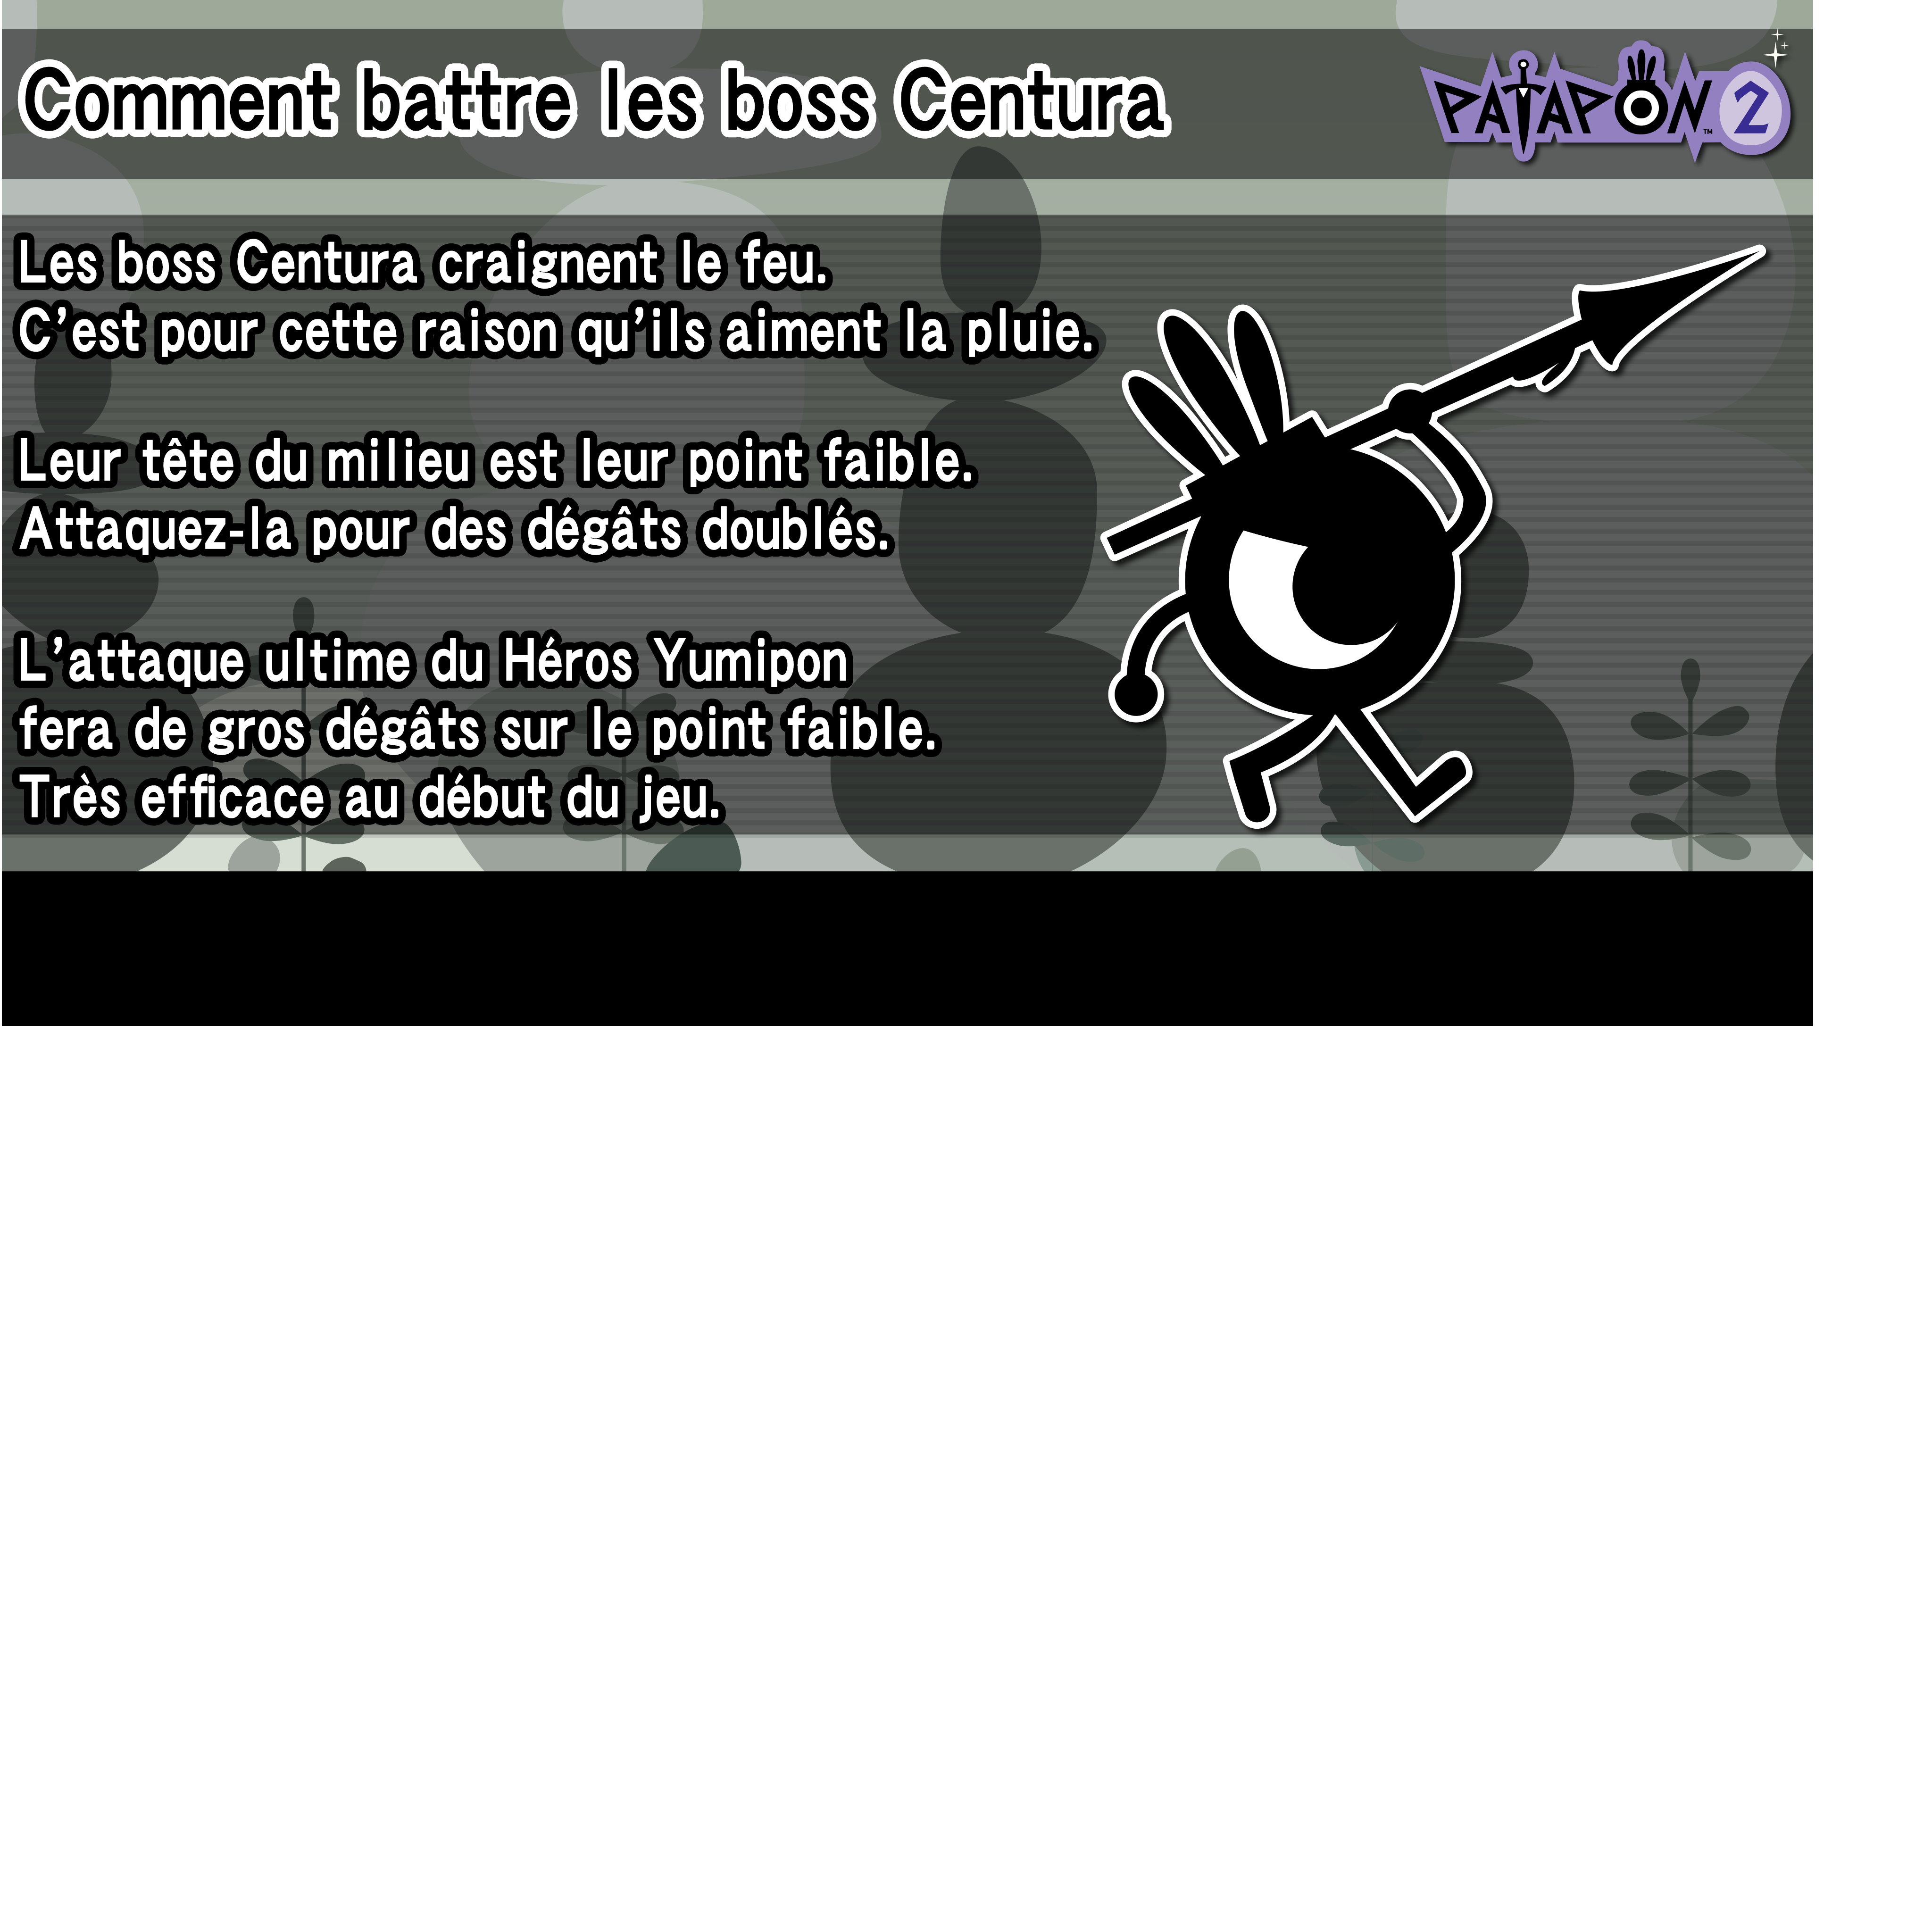 Comment battre les boss Centura
PATAPON™ Z
Les boss Centura craignent le feu.
C'est pour cette raison qu'ils aiment la pluie.
Leur tête du milieu est leur point faible.
Attaquez-la pour des dégâts doublés.
L'attaque ultime du Héros Yumipon
fera de gros dégâts sur le point faible.
Très efficace au début du jeu.